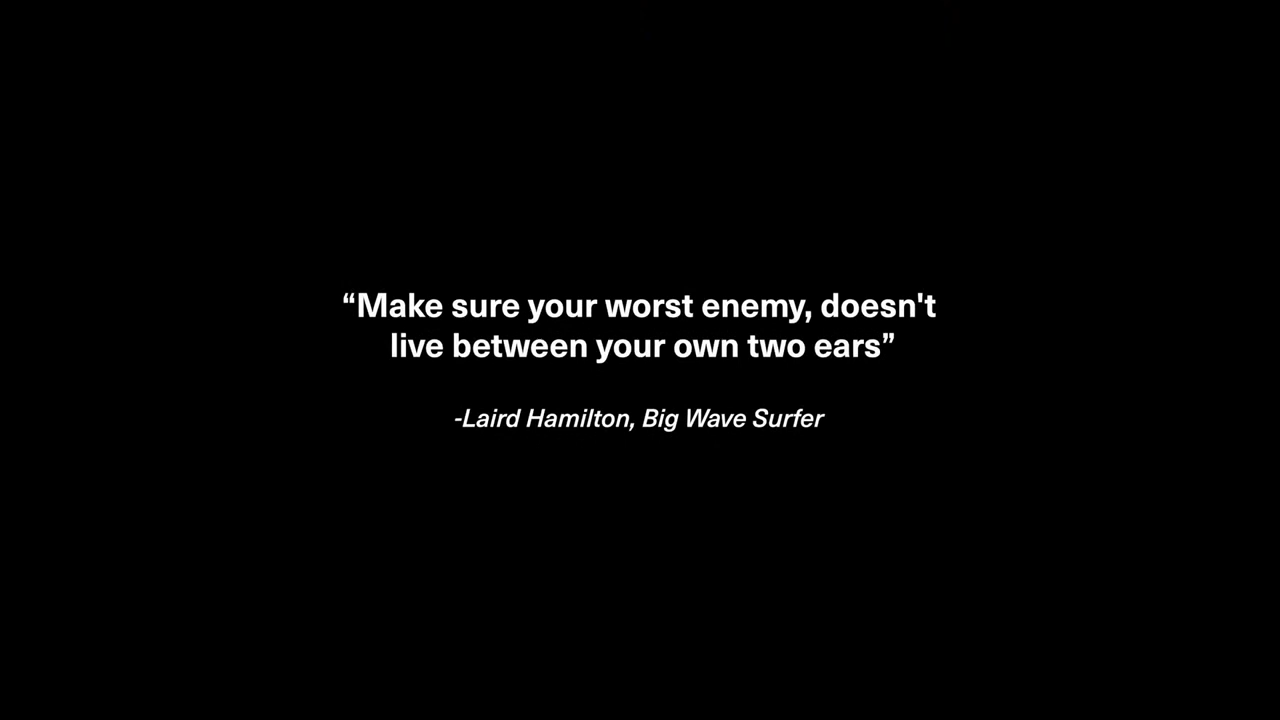 “Make sure your worst enemy, doesn't
live between your own two ears”
-Laird Hamilton, Big Wave Surfer